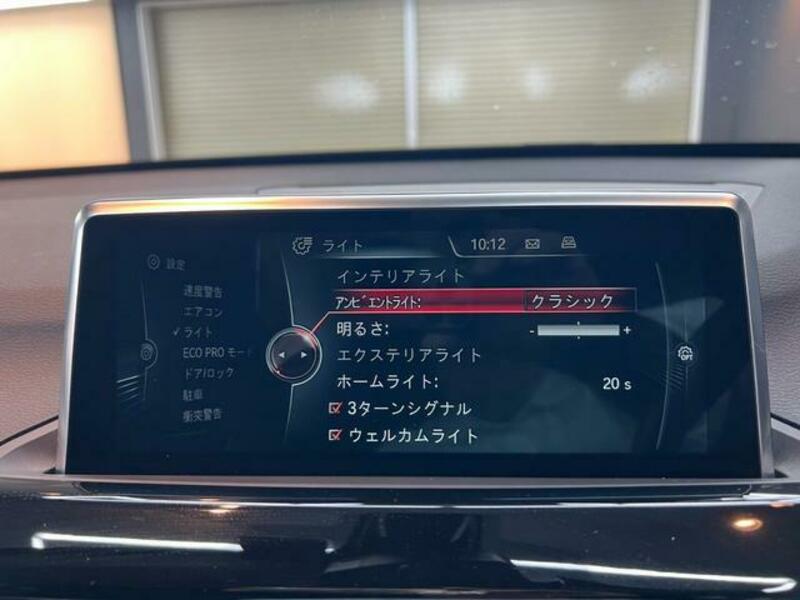 設定
速度警告
エアコン
✓ライト
ECO PRO モー
ドア/ロック
駐車
衝突警告
ライト 10:12
インテリアライト
アンビエントライト: クラシック
明るさ: - +
エクステリアライト
ホームライト: 20 s
3ターンシグナル
ウェルカムライト
OPT